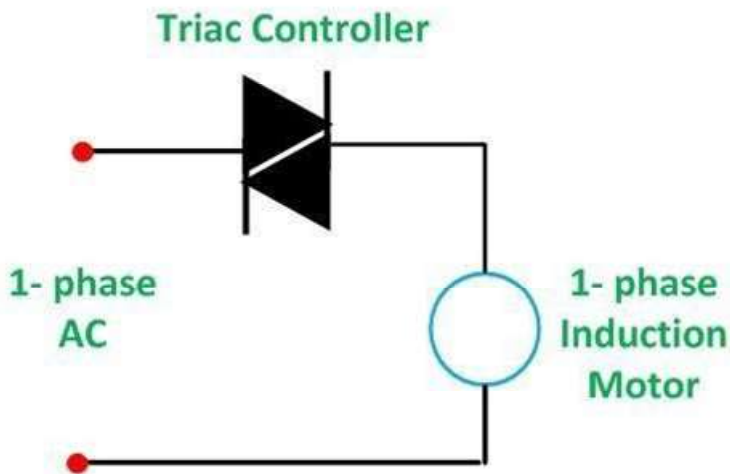 Triac Controller
1- phase
AC
1- phase
Induction
Motor